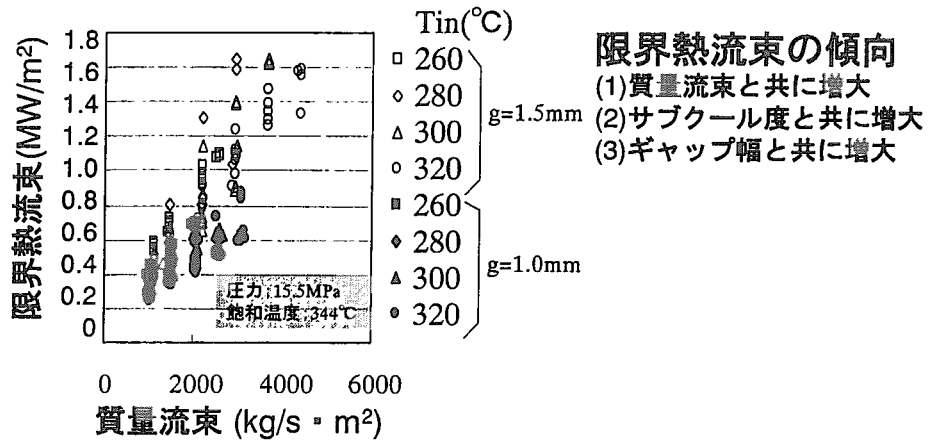 限界熱流束(MW/m²)
1.8
1.6
1.4
1.2
1.0
0.8
0.6
0.4
0.2
0
圧力;15.5MPa
飽和温度;344℃
0 2000 4000 6000
質量流束 (kg/s・m²)
Tin(℃)
□ 260
◇ 280
△ 300
○ 320
g=1.5mm
■ 260
◆ 280
▲ 300
● 320
g=1.0mm
限界熱流束の傾向
(1)質量流束と共に増大
(2)サブクール度と共に増大
(3)ギャップ幅と共に増大